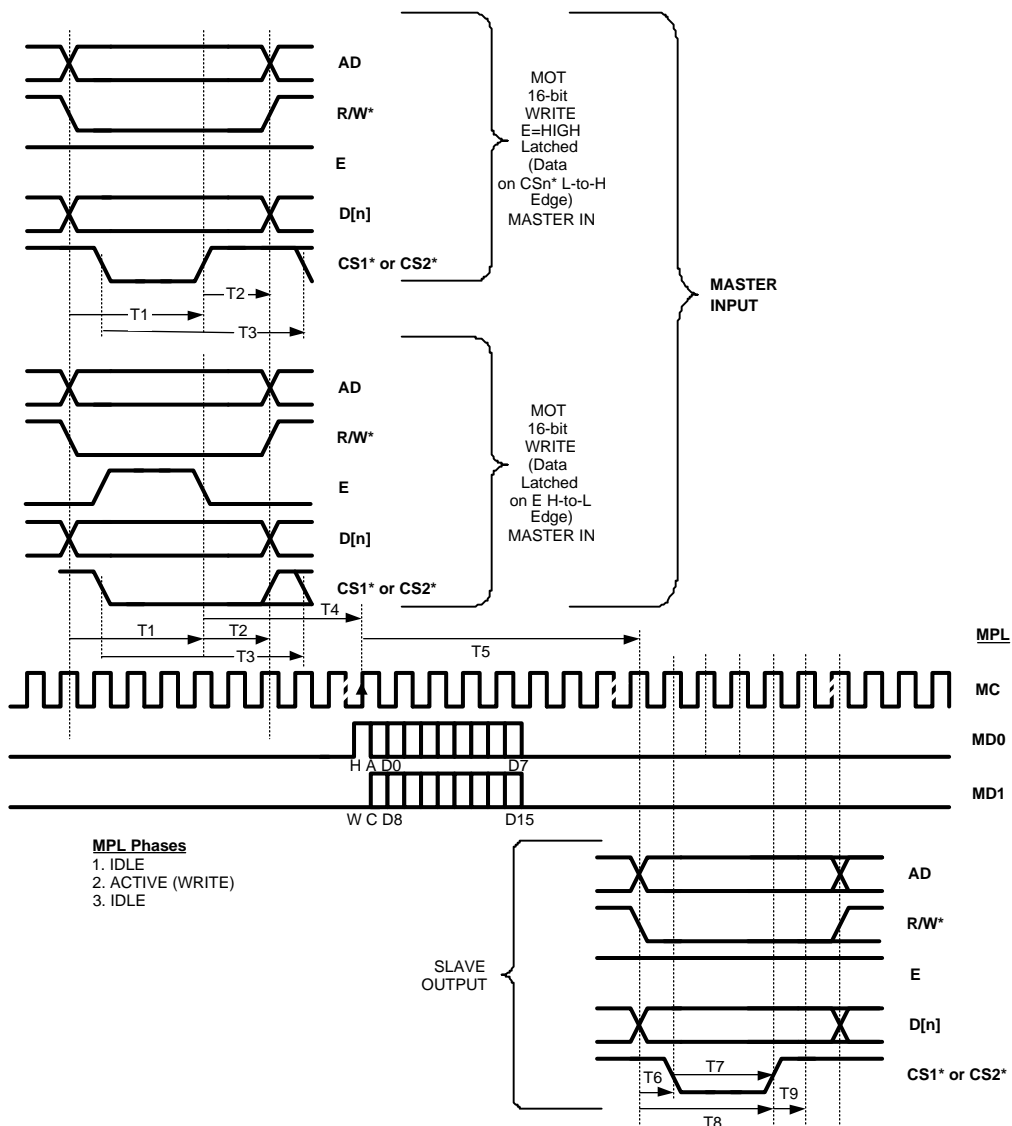 AD
R/W*
E
D[n]
CS1* or CS2*
T2
T1
T3
MOT
16-bit
WRITE
E=HIGH
Latched
(Data
on CSn* L-to-H
Edge)
MASTER IN
MASTER
INPUT
AD
R/W*
E
D[n]
CS1* or CS2*
MOT
16-bit
WRITE
(Data
Latched
on E H-to-L
Edge)
MASTER IN
T4
T1
T2
T3
T5
MPL
MC
MD0
H A D0
D7
MD1
W C D8
D15
MPL Phases
1. IDLE
2. ACTIVE (WRITE)
3. IDLE
SLAVE
OUTPUT
AD
R/W*
E
D[n]
CS1* or CS2*
T7
T6
T9
T8